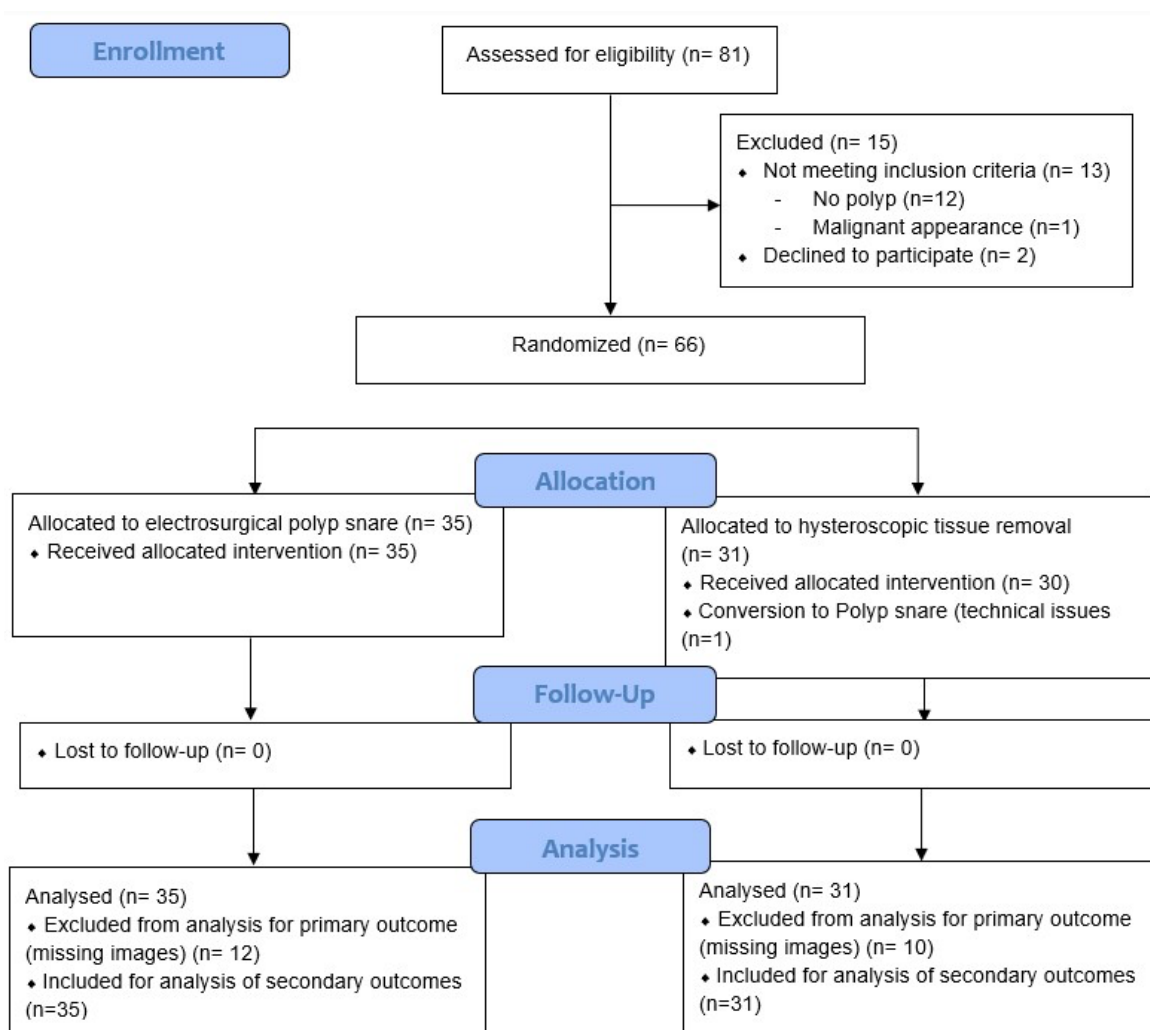 Enrollment
Assessed for eligibility (n= 81)
Excluded (n= 15)
⬥ Not meeting inclusion criteria (n= 13)
- No polyp (n=12)
- Malignant appearance (n=1)
⬥ Declined to participate (n= 2)
Randomized (n= 66)
Allocation
Allocated to electrosurgical polyp snare (n= 35)
⬥ Received allocated intervention (n= 35)
Allocated to hysteroscopic tissue removal
(n= 31)
⬥ Received allocated intervention (n= 30)
⬥ Conversion to Polyp snare (technical issues
(n=1)
Follow-Up
⬥ Lost to follow-up (n= 0)
⬥ Lost to follow-up (n= 0)
Analysis
Analysed (n= 35)
⬥ Excluded from analysis for primary outcome
(missing images) (n= 12)
⬥ Included for analysis of secondary outcomes
(n=35)
Analysed (n= 31)
⬥ Excluded from analysis for primary outcome
(missing images) (n= 10)
⬥ Included for analysis of secondary outcomes
(n=31)